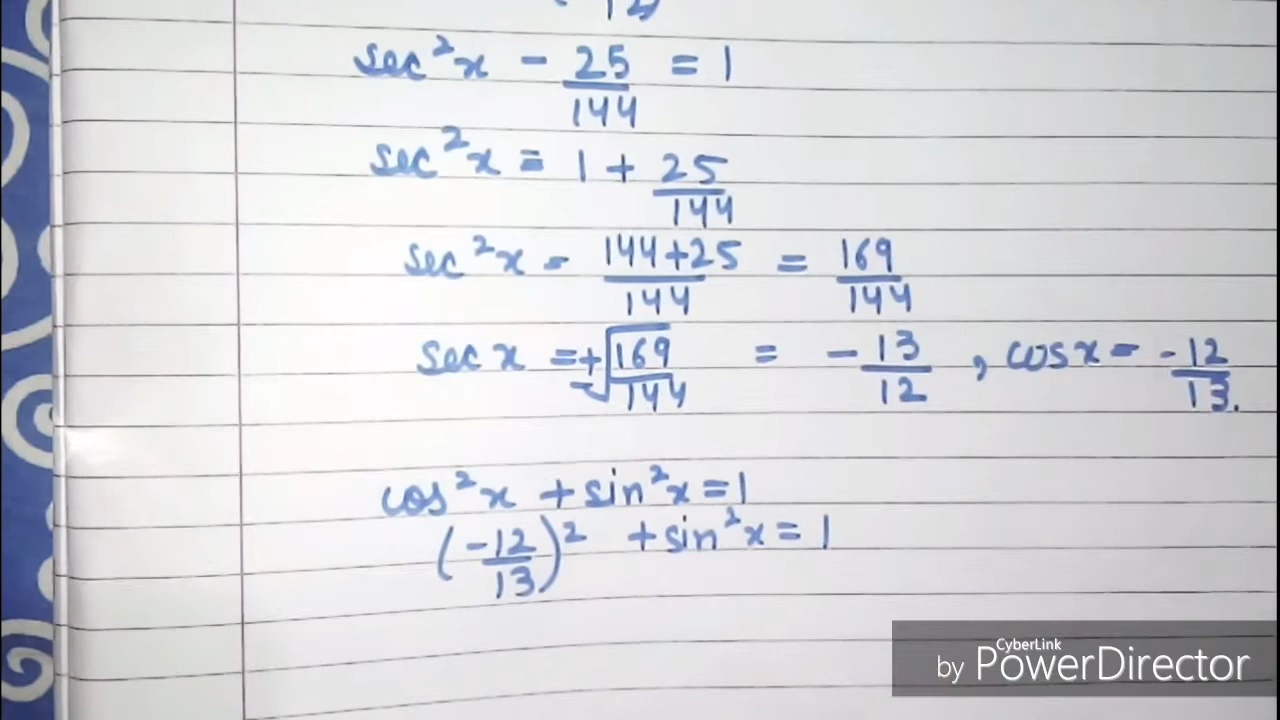 12)
sec²x - 25/144 = 1
sec²x = 1 + 25/144
sec²x = 144+25/144 = 169/144
sec x = ±√169/144 = -13/12 , cos x = -12/13.
cos²x + sin²x = 1
(-12/13)² + sin²x = 1
CyberLink
by PowerDirector